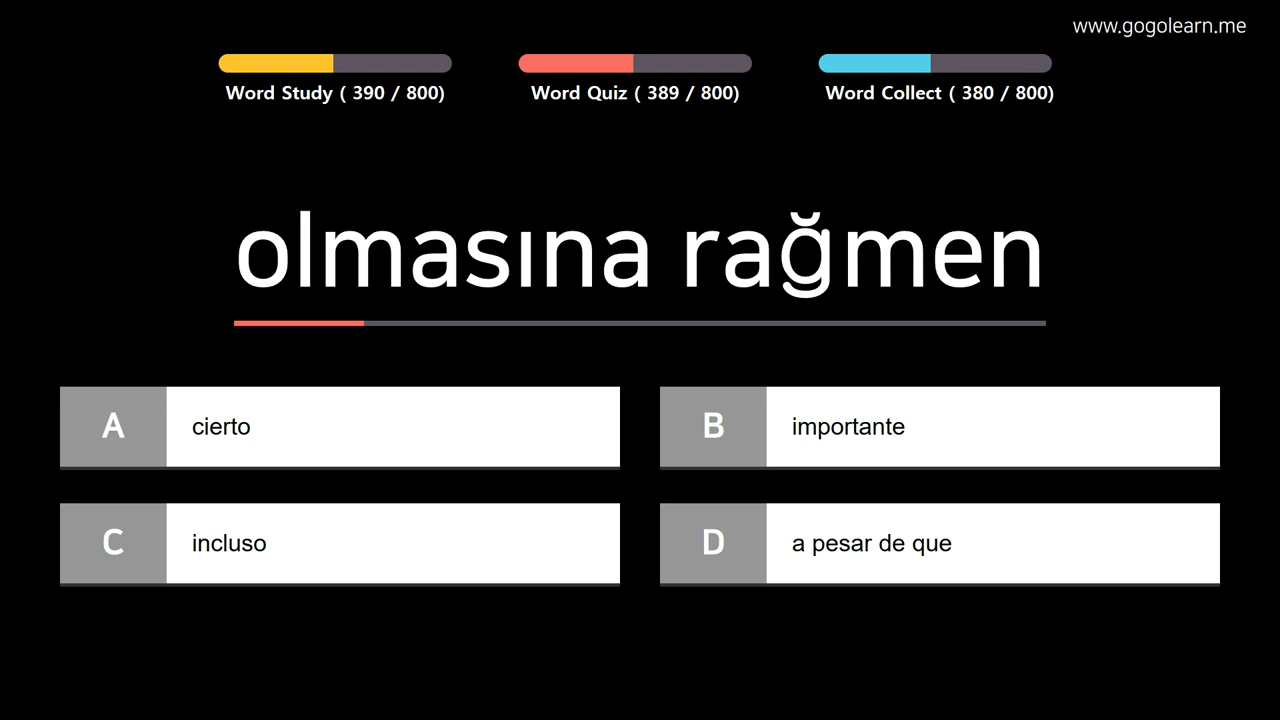 www.gogolearn.me
Word Study ( 390 / 800)
Word Quiz ( 389 / 800)
Word Collect ( 380 / 800)
olmasına rağmen
A cierto
B importante
C incluso
D a pesar de que